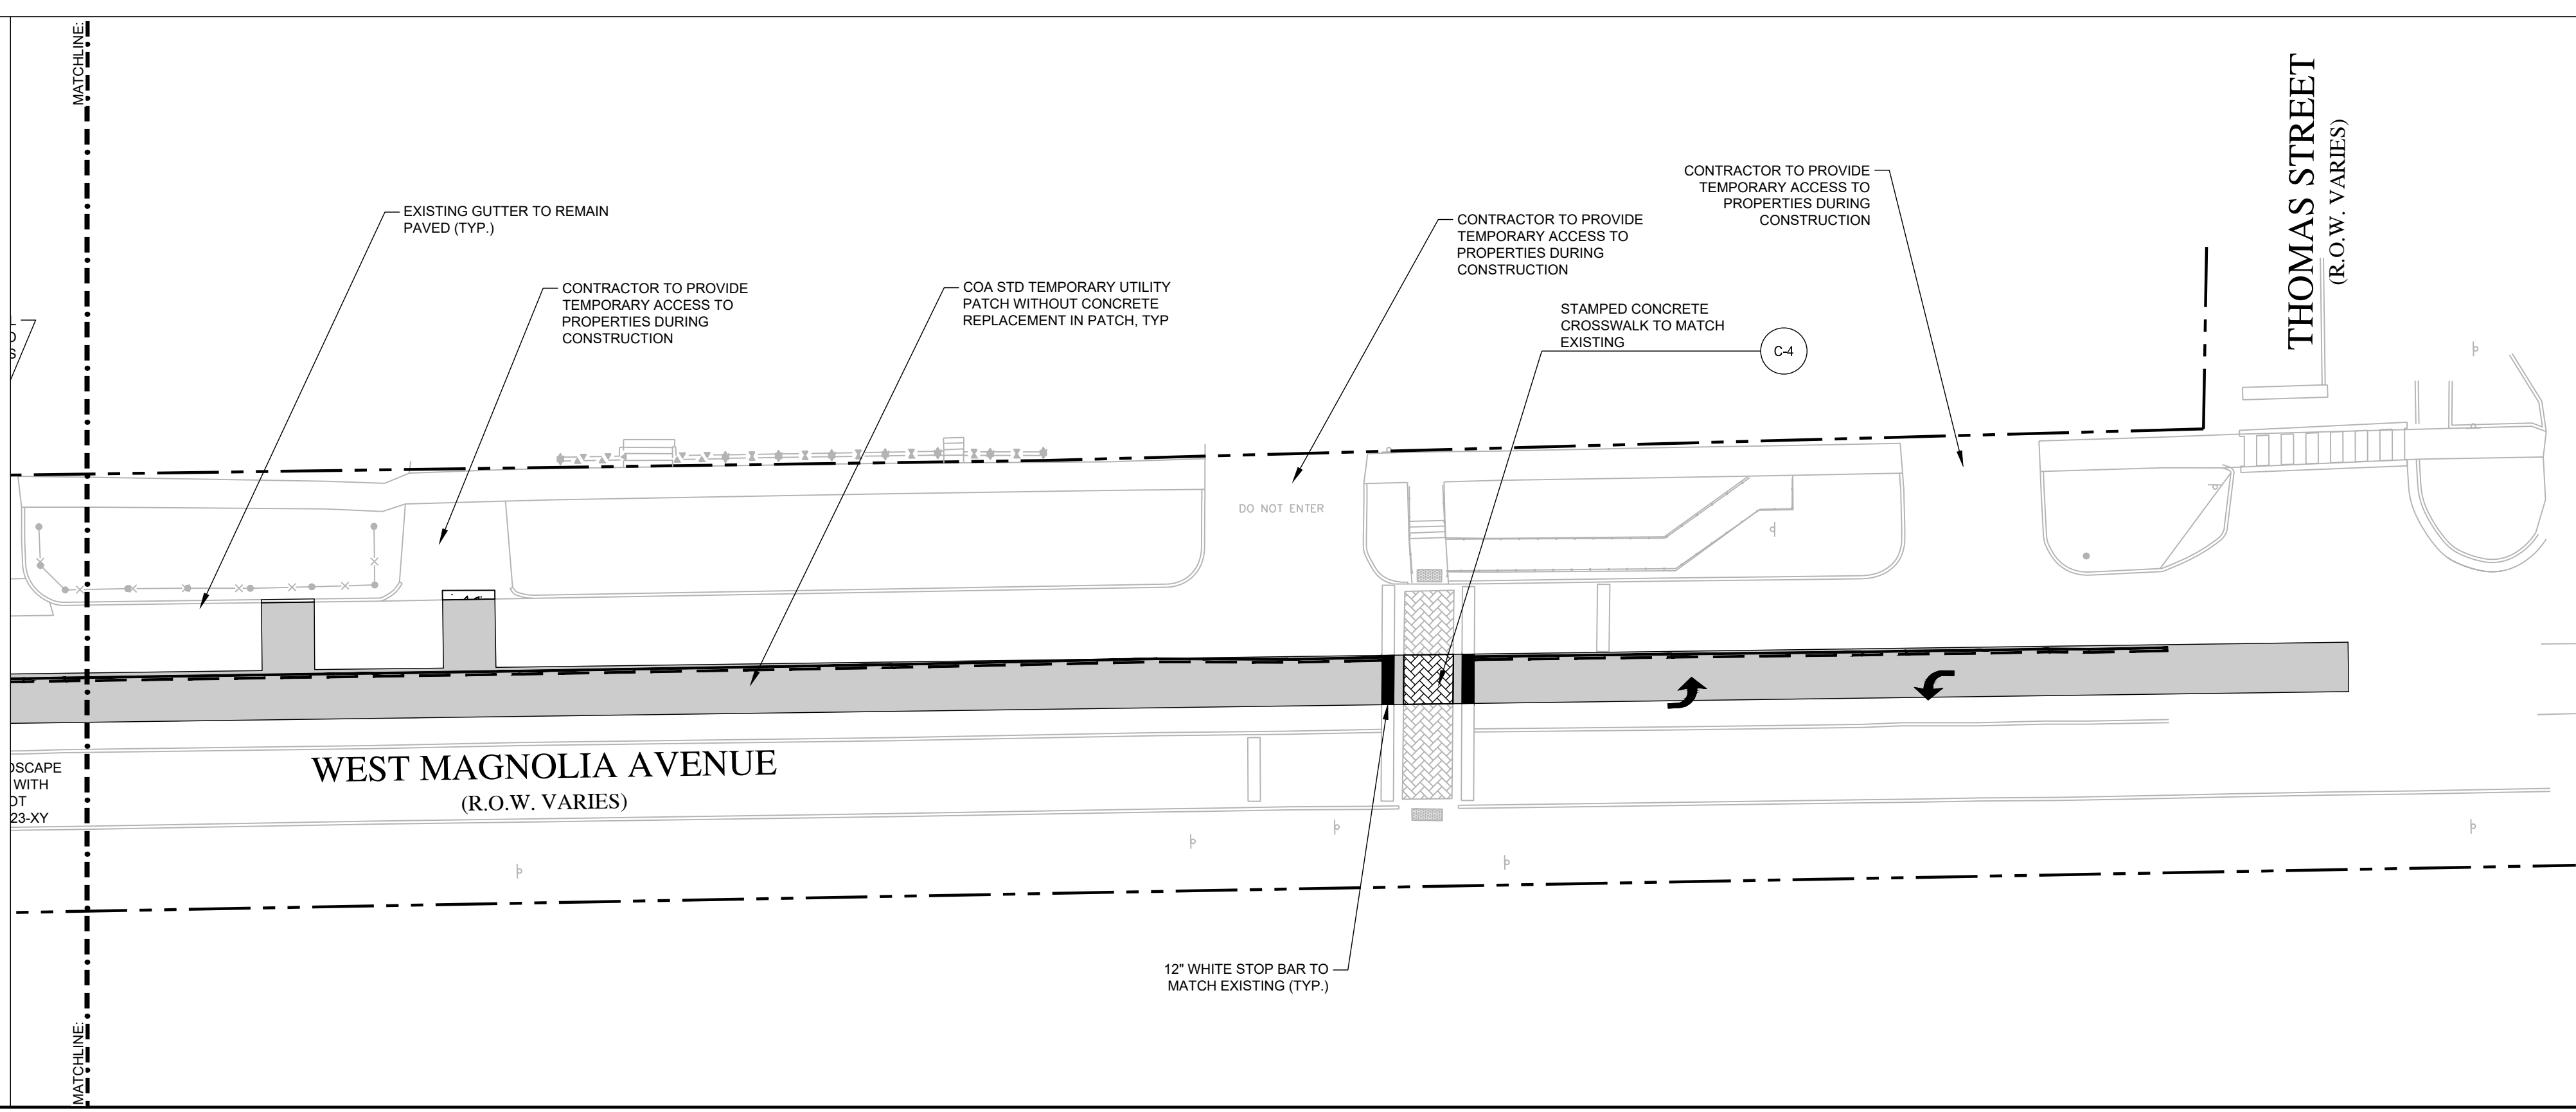 MATCHLINE:
EXISTING GUTTER TO REMAIN
PAVED (TYP.)
CONTRACTOR TO PROVIDE
TEMPORARY ACCESS TO
PROPERTIES DURING
CONSTRUCTION
COA STD TEMPORARY UTILITY
PATCH WITHOUT CONCRETE
REPLACEMENT IN PATCH, TYP
CONTRACTOR TO PROVIDE
TEMPORARY ACCESS TO
PROPERTIES DURING
CONSTRUCTION
STAMPED CONCRETE
CROSSWALK TO MATCH
EXISTING
C-4
CONTRACTOR TO PROVIDE
TEMPORARY ACCESS TO
PROPERTIES DURING
CONSTRUCTION
THOMAS STREET
(R.O.W. VARIES)
DO NOT ENTER
WEST MAGNOLIA AVENUE
(R.O.W. VARIES)
DSCAPE
WITH
OT
23-XY
12" WHITE STOP BAR TO
MATCH EXISTING (TYP.)
MATCHLINE: